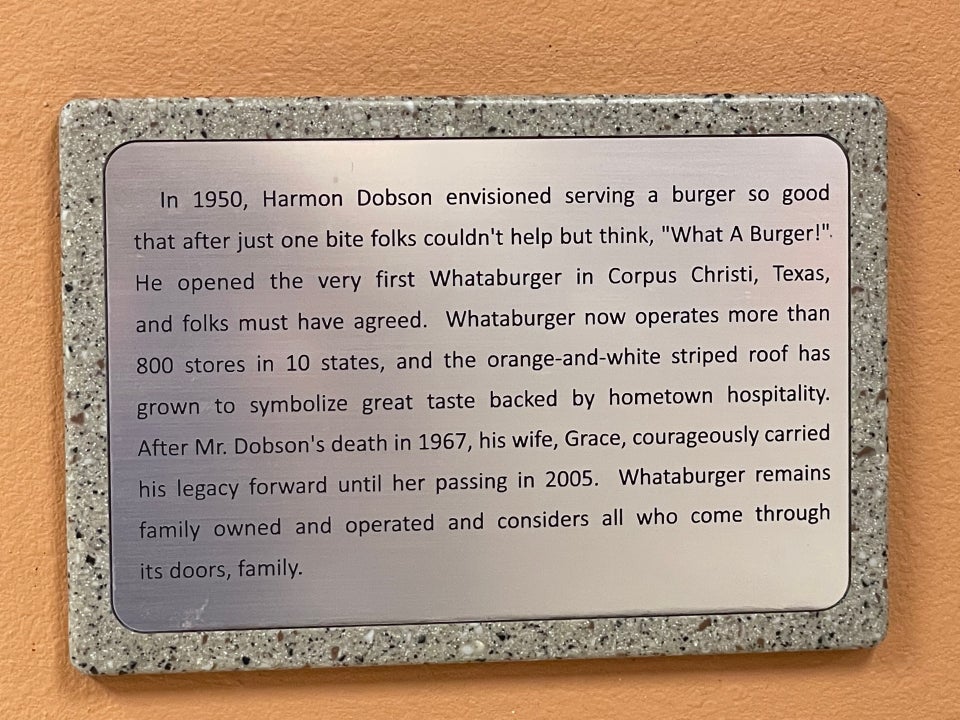 In 1950, Harmon Dobson envisioned serving a burger so good
that after just one bite folks couldn't help but think, "What A Burger!".
He opened the very first Whataburger in Corpus Christi, Texas,
and folks must have agreed. Whataburger now operates more than
800 stores in 10 states, and the orange-and-white striped roof has
grown to symbolize great taste backed by hometown hospitality.
After Mr. Dobson's death in 1967, his wife, Grace, courageously carried
his legacy forward until her passing in 2005. Whataburger remains
family owned and operated and considers all who come through
its doors, family.